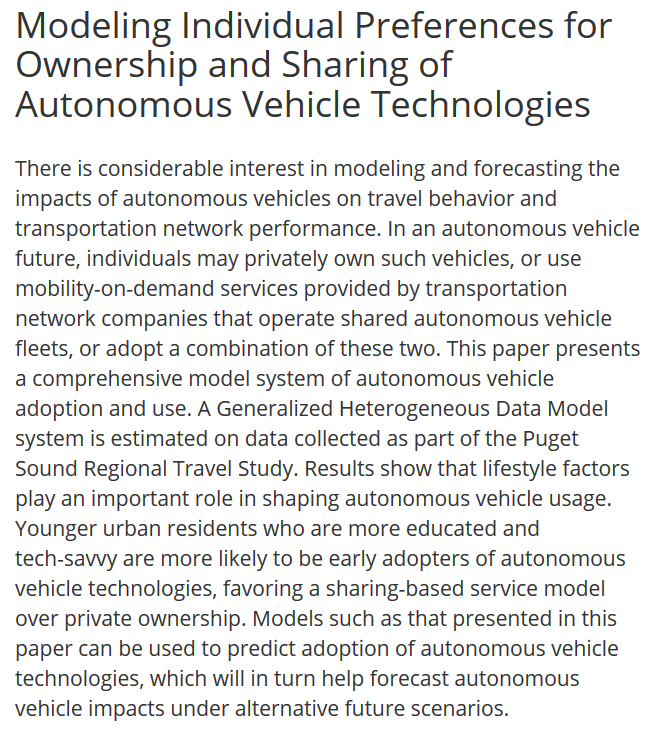 Modeling Individual Preferences for
Ownership and Sharing of
Autonomous Vehicle Technologies
There is considerable interest in modeling and forecasting the
impacts of autonomous vehicles on travel behavior and
transportation network performance. In an autonomous vehicle
future, individuals may privately own such vehicles, or use
mobility-on-demand services provided by transportation
network companies that operate shared autonomous vehicle
fleets, or adopt a combination of these two. This paper presents
a comprehensive model system of autonomous vehicle
adoption and use. A Generalized Heterogeneous Data Model
system is estimated on data collected as part of the Puget
Sound Regional Travel Study. Results show that lifestyle factors
play an important role in shaping autonomous vehicle usage.
Younger urban residents who are more educated and
tech-savvy are more likely to be early adopters of autonomous
vehicle technologies, favoring a sharing-based service model
over private ownership. Models such as that presented in this
paper can be used to predict adoption of autonomous vehicle
technologies, which will in turn help forecast autonomous
vehicle impacts under alternative future scenarios.